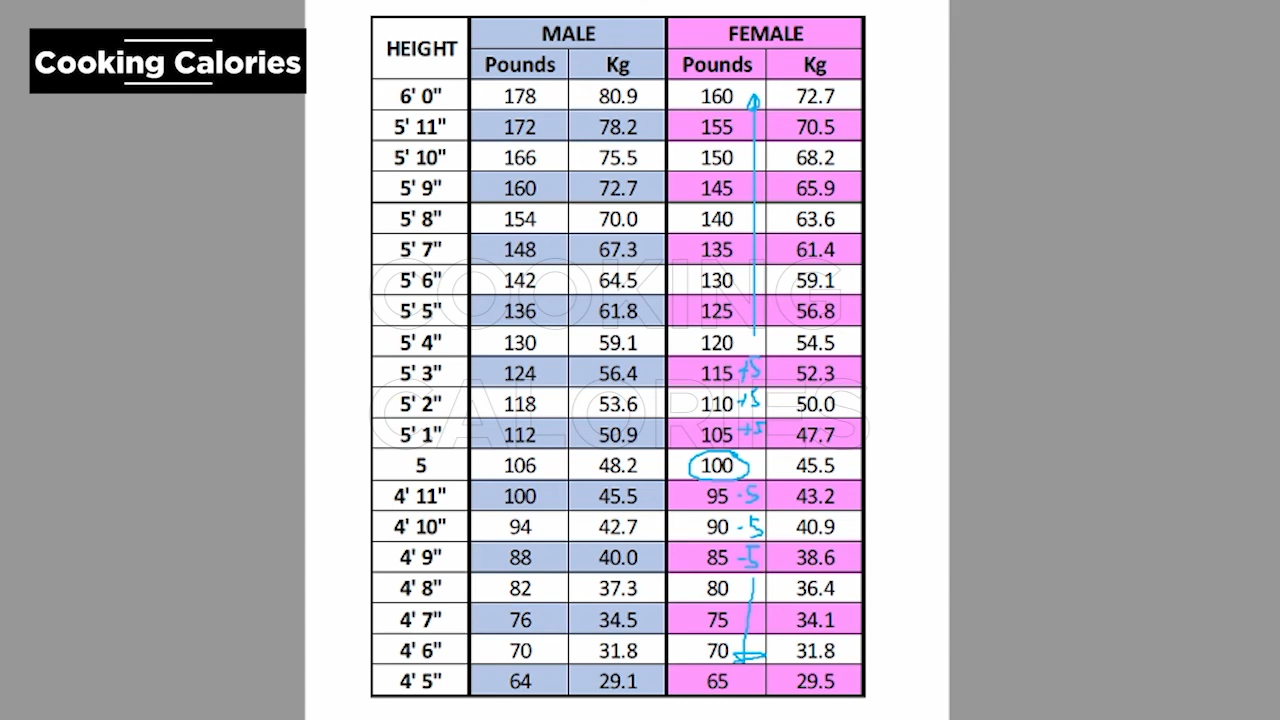 Cooking Calories
HEIGHT MALE FEMALE
Pounds Kg Pounds Kg
6' 0" 178 80.9 160 72.7
5' 11" 172 78.2 155 70.5
5' 10" 166 75.5 150 68.2
5' 9" 160 72.7 145 65.9
5' 8" 154 70.0 140 63.6
5' 7" 148 67.3 135 61.4
5' 6" 142 64.5 130 59.1
5' 5" 136 61.8 125 56.8
5' 4" 130 59.1 120 54.5
5' 3" 124 56.4 115 +5 52.3
5' 2" 118 53.6 110 +5 50.0
5' 1" 112 50.9 105 +5 47.7
5 106 48.2 100 45.5
4' 11" 100 45.5 95 -5 43.2
4' 10" 94 42.7 90 -5 40.9
4' 9" 88 40.0 85 -5 38.6
4' 8" 82 37.3 80 36.4
4' 7" 76 34.5 75 34.1
4' 6" 70 31.8 70 31.8
4' 5" 64 29.1 65 29.5
COOKING
CALORIES